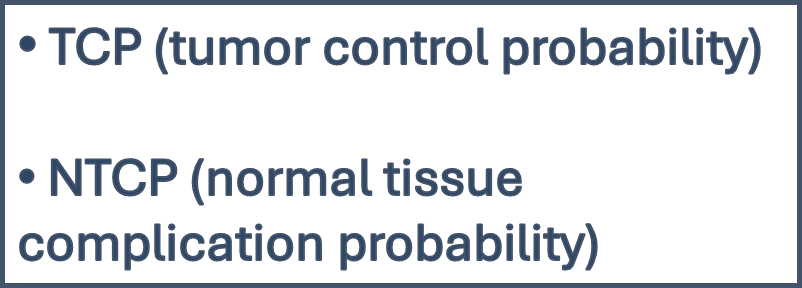 • TCP (tumor control probability)
• NTCP (normal tissue
complication probability)